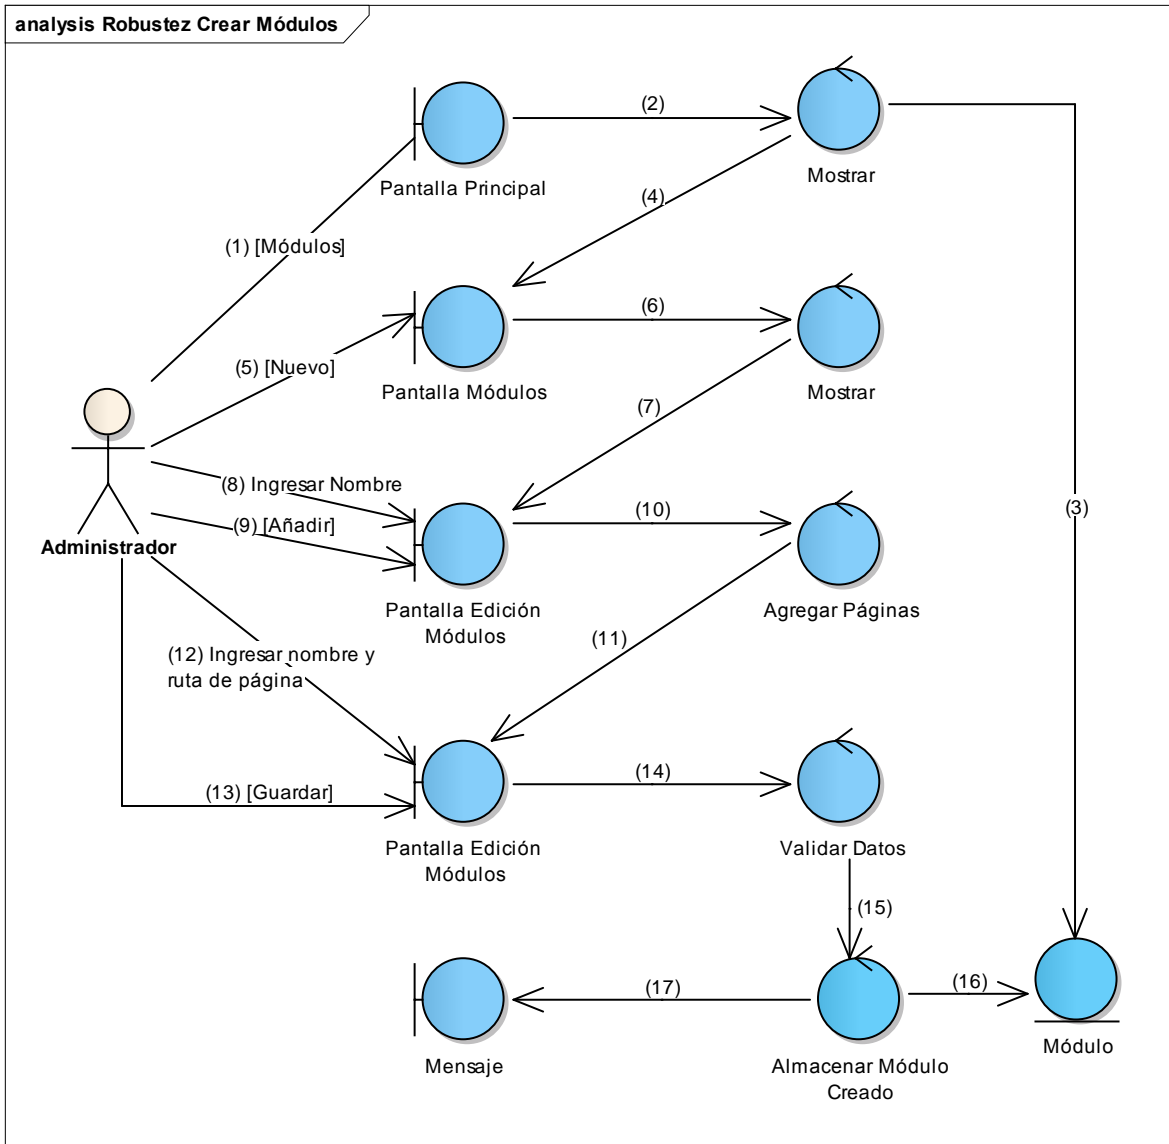 analysis Robustez Crear Módulos
(2)
Pantalla Principal
Mostrar
(4)
(1) [Módulos]
(6)
(5) [Nuevo]
Pantalla Módulos
Mostrar
(7)
(8) Ingresar Nombre
(3)
(10)
(9) [Añadir]
Administrador
Pantalla Edición
Módulos
Agregar Páginas
(11)
(12) Ingresar nombre y
ruta de página
(14)
(13) [Guardar]
Pantalla Edición
Módulos
Validar Datos
(15)
(17)
(16)
Módulo
Mensaje
Almacenar Módulo
Creado